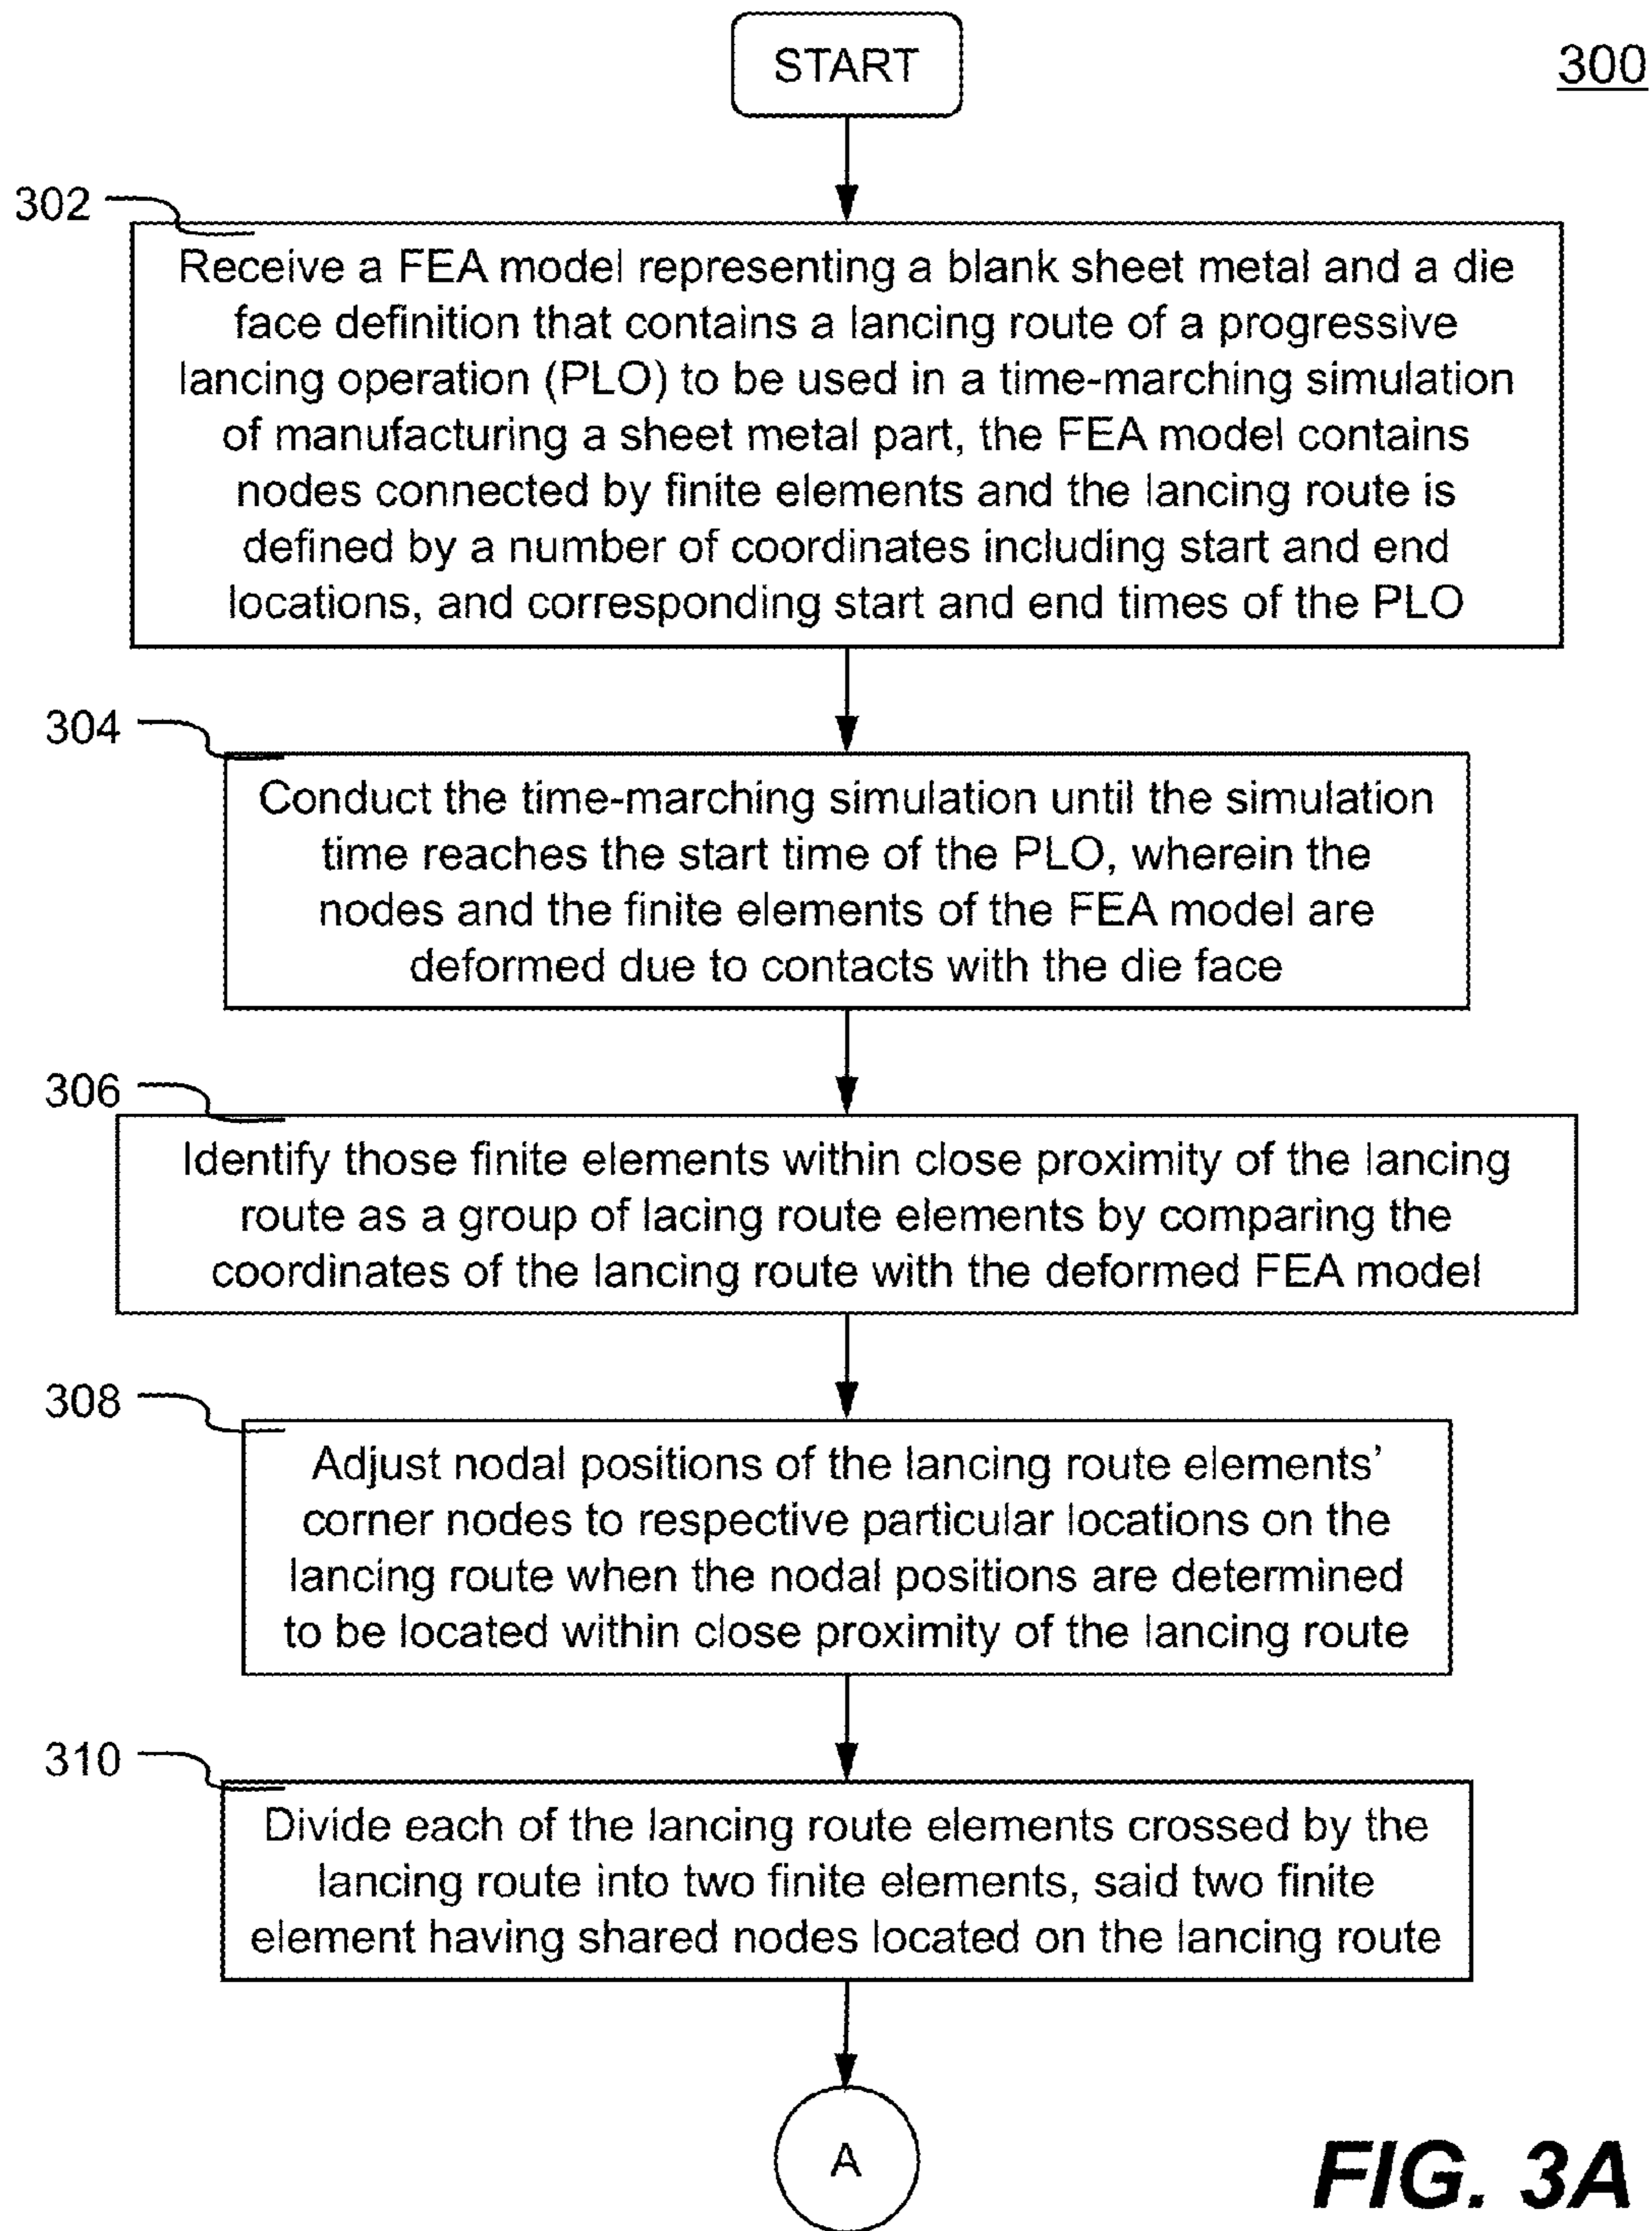 START
300
302
Receive a FEA model representing a blank sheet metal and a die
face definition that contains a lancing route of a progressive
lancing operation (PLO) to be used in a time-marching simulation
of manufacturing a sheet metal part, the FEA model contains
nodes connected by finite elements and the lancing route is
defined by a number of coordinates including start and end
locations, and corresponding start and end times of the PLO
304
Conduct the time-marching simulation until the simulation
time reaches the start time of the PLO, wherein the
nodes and the finite elements of the FEA model are
deformed due to contacts with the die face
306
Identify those finite elements within close proximity of the lancing
route as a group of lacing route elements by comparing the
coordinates of the lancing route with the deformed FEA model
308
Adjust nodal positions of the lancing route elements’
corner nodes to respective particular locations on the
lancing route when the nodal positions are determined
to be located within close proximity of the lancing route
310
Divide each of the lancing route elements crossed by the
lancing route into two finite elements, said two finite
element having shared nodes located on the lancing route
A
FIG. 3A